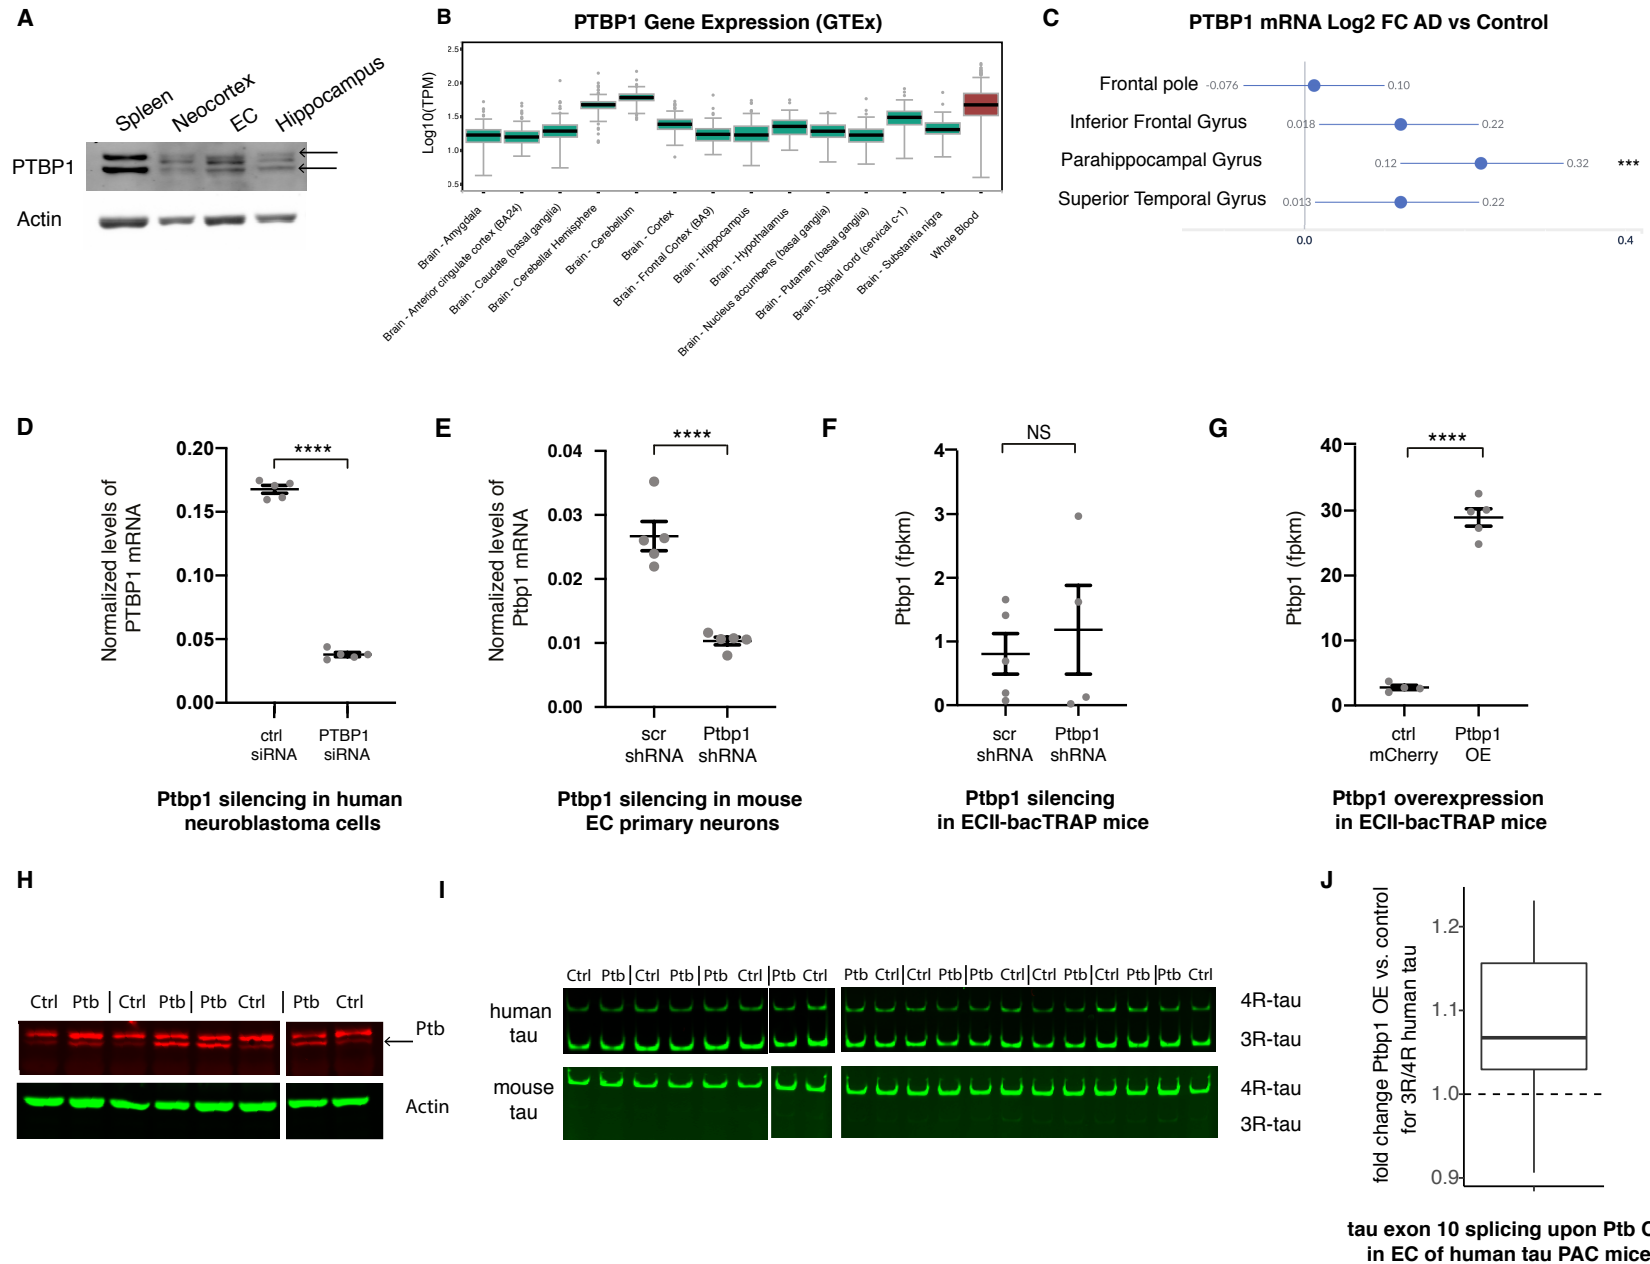 A
Spleen
Neocortex
EC
Hippocampus
PTBP1
Actin
B
PTBP1 Gene Expression (GTEx)
Log10(TPM)
2.5
2.0
1.5
1.0
0.5
Brain - Amygdala
Brain - Anterior cingulate cortex (BA24)
Brain - Caudate (basal ganglia)
Brain - Cerebellar Hemisphere
Brain - Cerebellum
Brain - Cortex
Brain - Frontal Cortex (BA9)
Brain - Hippocampus
Brain - Hypothalamus
Brain - Nucleus accumbens (basal ganglia)
Brain - Putamen (basal ganglia)
Brain - Spinal cord (cervical c-1)
Brain - Substantia nigra
Whole Blood
C
PTBP1 mRNA Log2 FC AD vs Control
Frontal pole -0.076 0.10
Inferior Frontal Gyrus 0.018 0.22
Parahippocampal Gyrus 0.12 0.32 ***
Superior Temporal Gyrus 0.013 0.22
0.0 0.4
D
Normalized levels of
PTBP1 mRNA
0.20
0.15
0.10
0.05
0.00
****
ctrl
siRNA
PTBP1
siRNA
Ptbp1 silencing in human
neuroblastoma cells
E
Normalized levels of
Ptbp1 mRNA
0.04
0.03
0.02
0.01
0.00
****
scr
shRNA
Ptbp1
shRNA
Ptbp1 silencing in mouse
EC primary neurons
F
Ptbp1 (fpkm)
4
3
2
1
0
NS
scr
shRNA
Ptbp1
shRNA
Ptbp1 silencing
in ECII-bacTRAP mice
G
Ptbp1 (fpkm)
40
30
20
10
0
****
ctrl
mCherry
Ptbp1
OE
Ptbp1 overexpression
in ECII-bacTRAP mice
H
Ctrl Ptb Ctrl Ptb Ptb Ctrl Ptb Ctrl
Ptb
Actin
I
Ctrl Ptb Ctrl Ptb Ptb Ctrl Ptb Ctrl Ptb Ctrl Ctrl Ptb Ptb Ctrl Ctrl Ptb Ctrl Ptb Ptb Ctrl
human
tau
4R-tau
3R-tau
mouse
tau
4R-tau
3R-tau
J
fold change Ptbp1 OE vs. control
for 3R/4R human tau
1.2
1.1
1.0
0.9
tau exon 10 splicing upon Ptb
in EC of human tau PAC mice